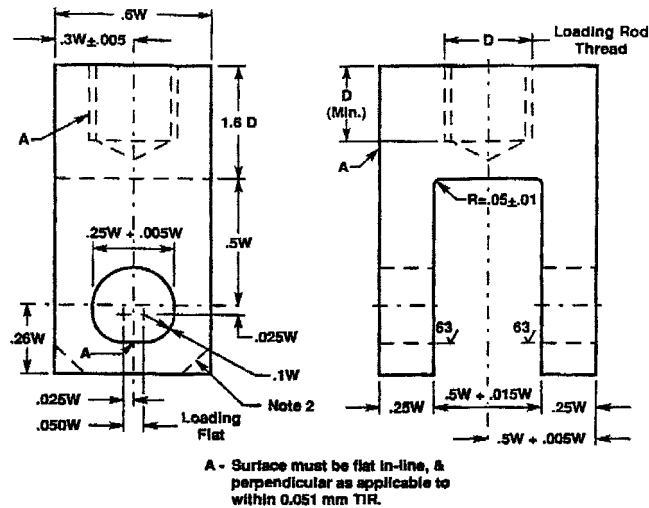 .6W
.3W±.005
D
Loading Rod
Thread
D
(Min.)
1.6 D
A
A
R=.05±.01
.25W + .005W
.5W
.26W
.025W
63
63
A
.1W
.025W
Note 2
.050W
Loading
Flat
.25W
.5W + .015W
.25W
.5W + .005W
A - Surface must be flat in-line, &
perpendicular as applicable to
within 0.051 mm TIR.